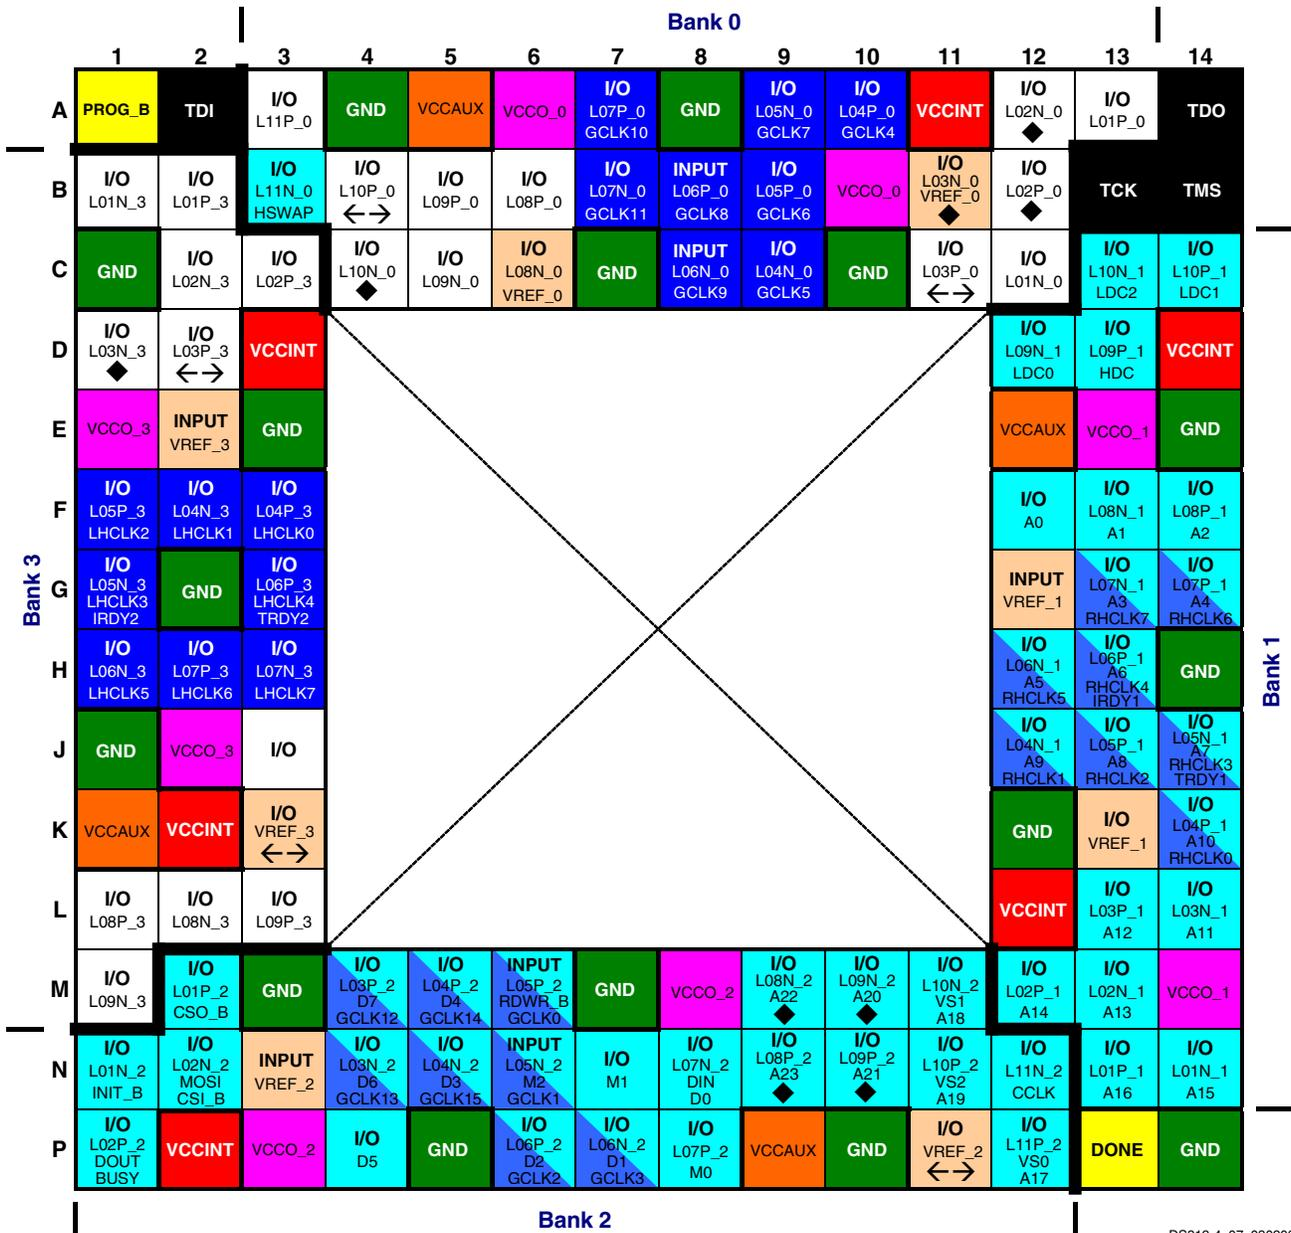 Bank 0
1 2 3 4 5 6 7 8 9 10 11 12 13 14
A
PROG_B
TDI
I/O
L11P_0
GND
VCCAUX
VCCO_0
I/O
L07P_0
GCLK10
GND
I/O
L05N_0
GCLK7
I/O
L04P_0
GCLK4
VCCINT
I/O
L02N_0
I/O
L01P_0
TDO
B
I/O
L01N_3
I/O
L01P_3
I/O
L11N_0
HSWAP
I/O
L10P_0
I/O
L09P_0
I/O
L08P_0
I/O
L07N_0
GCLK11
INPUT
L06P_0
GCLK8
I/O
L05P_0
GCLK6
VCCO_0
I/O
L03N_0
VREF_0
I/O
L02P_0
TCK
TMS
C
GND
I/O
L02N_3
I/O
L02P_3
I/O
L10N_0
I/O
L09N_0
I/O
L08N_0
VREF_0
GND
INPUT
L06N_0
GCLK9
I/O
L04N_0
GCLK5
GND
I/O
L03P_0
I/O
L01N_0
I/O
L10N_1
LDC2
I/O
L10P_1
LDC1
D
I/O
L03N_3
I/O
L03P_3
VCCINT
I/O
L09N_1
LDC0
I/O
L09P_1
HDC
VCCINT
E
VCCO_3
INPUT
VREF_3
GND
VCCAUX
VCCO_1
GND
F
I/O
L05P_3
LHCLK2
I/O
L04N_3
LHCLK1
I/O
L04P_3
LHCLK0
I/O
A0
I/O
L08N_1
A1
I/O
L08P_1
A2
Bank 3
G
I/O
L05N_3
LHCLK3
IRDY2
GND
I/O
L06P_3
LHCLK4
TRDY2
INPUT
VREF_1
I/O
L07N_1
A3
RHCLK7
I/O
L07P_1
A4
RHCLK6
H
I/O
L06N_3
LHCLK5
I/O
L07P_3
LHCLK6
I/O
L07N_3
LHCLK7
I/O
L06N_1
A5
RHCLK5
I/O
L06P_1
A6
RHCLK4
IRDY1
GND
Bank 1
J
GND
VCCO_3
I/O
I/O
L04N_1
A9
RHCLK1
I/O
L05P_1
A8
RHCLK2
I/O
L05N_1
A7
RHCLK3
TRDY1
K
VCCAUX
VCCINT
I/O
VREF_3
GND
I/O
VREF_1
I/O
L04P_1
A10
RHCLK0
L
I/O
L08P_3
I/O
L08N_3
I/O
L09P_3
VCCINT
I/O
L03P_1
A12
I/O
L03N_1
A11
M
I/O
L09N_3
I/O
L01P_2
CSO_B
GND
I/O
L03P_2
D7
GCLK12
I/O
L04P_2
D4
GCLK14
INPUT
L05P_2
RDWR_B
GCLK0
GND
VCCO_2
I/O
L08N_2
A22
I/O
L09N_2
A20
I/O
L10N_2
VS1
A18
I/O
L02P_1
A14
I/O
L02N_1
A13
VCCO_1
N
I/O
L01N_2
INIT_B
I/O
L02N_2
MOSI
CSI_B
INPUT
VREF_2
I/O
L03N_2
D6
GCLK13
I/O
L04N_2
D3
GCLK15
INPUT
L05N_2
M2
GCLK1
I/O
M1
I/O
L07N_2
DIN
D0
I/O
L08P_2
A23
I/O
L09P_2
A21
I/O
L10P_2
VS2
A19
I/O
L11N_2
CCLK
I/O
L01P_1
A16
I/O
L01N_1
A15
P
I/O
L02P_2
DOUT
BUSY
VCCINT
VCCO_2
I/O
D5
GND
I/O
L06P_2
D2
GCLK2
I/O
L06N_2
D1
GCLK3
I/O
L07P_2
M0
VCCAUX
GND
I/O
VREF_2
I/O
L11P_2
VS0
A17
DONE
GND
Bank 2